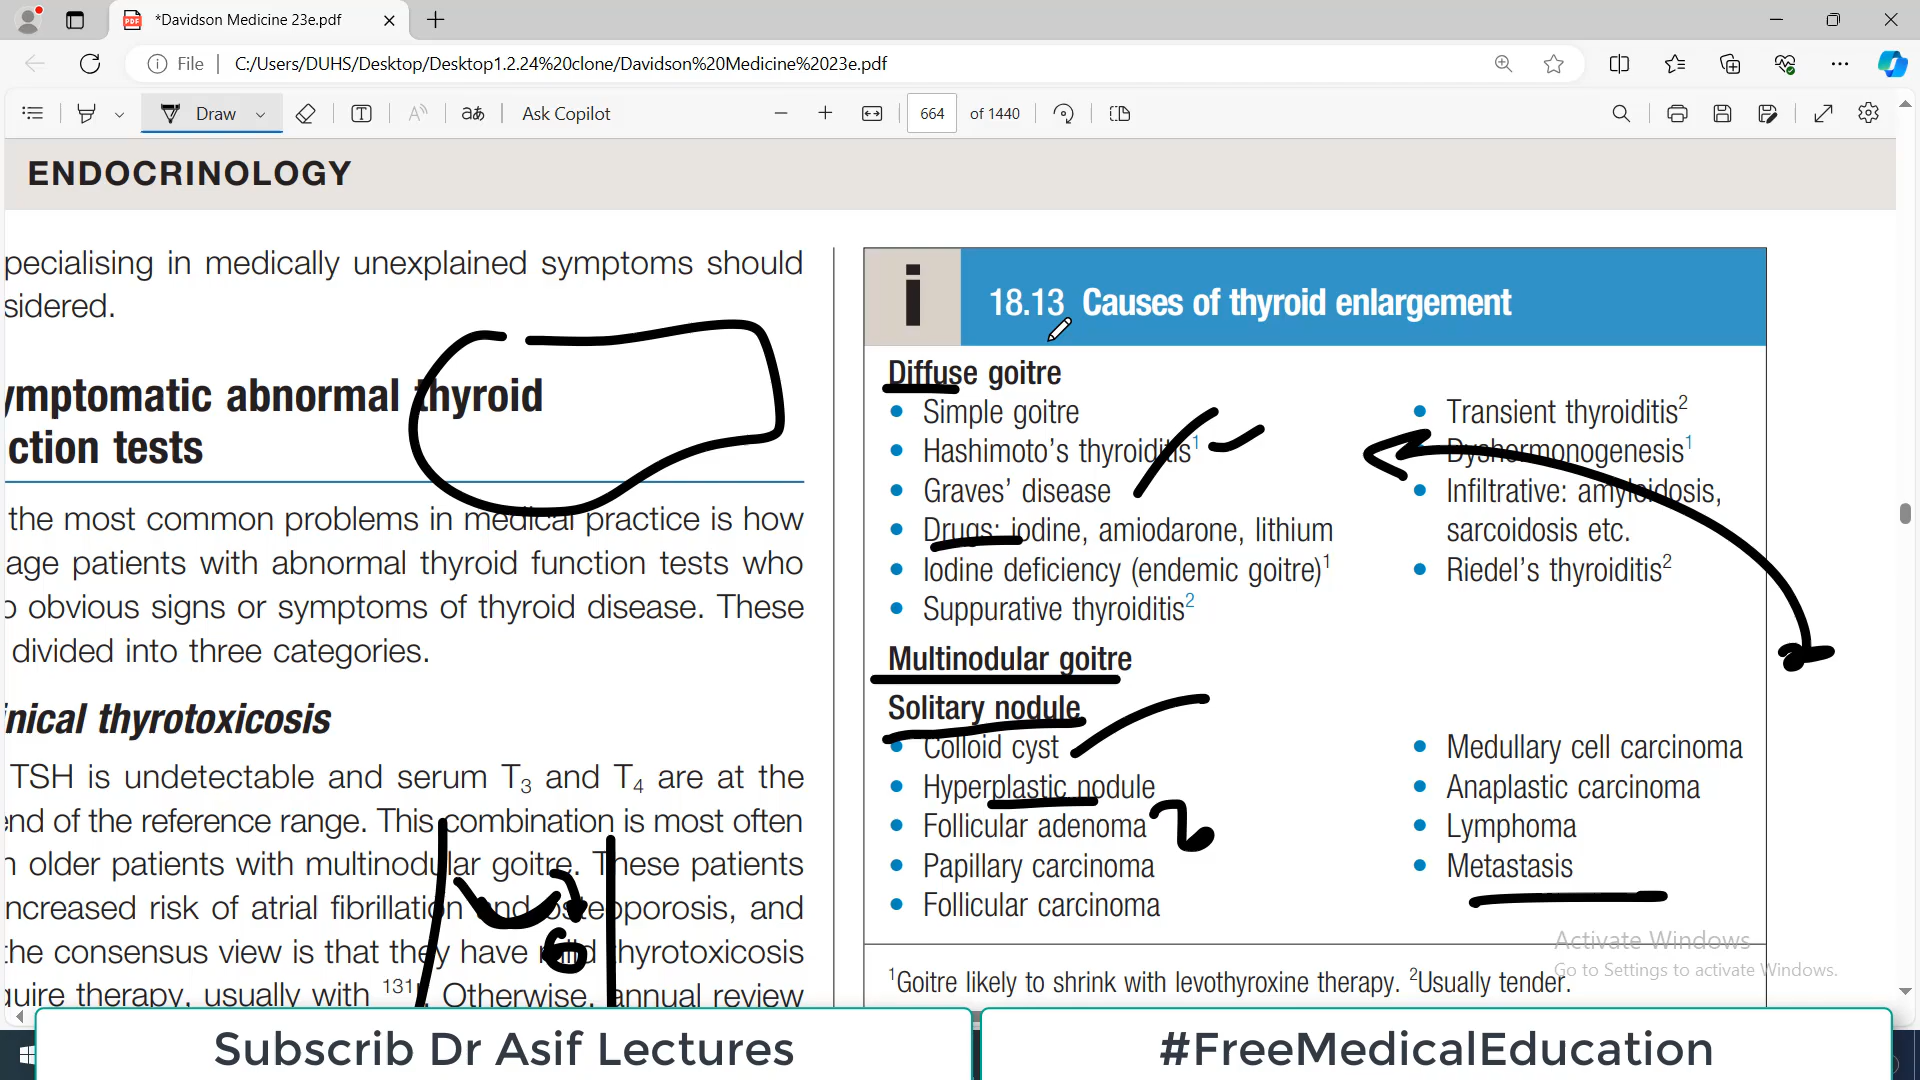 *Davidson Medicine 23e.pdf
File
C:/Users/DUHS/Desktop/Desktop1.2.24%20clone/Davidson%20Medicine%2023e.pdf
Draw
Ask Copilot
664 of 1440
ENDOCRINOLOGY
pecialising in medically unexplained symptoms should
sidered.
ymptomatic abnormal thyroid
ction tests
the most common problems in medical practice is how
age patients with abnormal thyroid function tests who
o obvious signs or symptoms of thyroid disease. These
divided into three categories.
inical thyrotoxicosis
TSH is undetectable and serum T3 and T4 are at the
end of the reference range. This combination is most often
n older patients with multinodular goitre. These patients
ncreased risk of atrial fibrillation and osteoporosis, and
the consensus view is that they have mild thyrotoxicosis
quire therapy, usually with 131I. Otherwise, annual review
i
18.13 Causes of thyroid enlargement
Diffuse goitre
• Simple goitre
• Hashimoto's thyroiditis1
• Graves' disease
• Drugs: iodine, amiodarone, lithium
• Iodine deficiency (endemic goitre)1
• Suppurative thyroiditis2
• Transient thyroiditis2
• Dyshormonogenesis1
• Infiltrative: amyloidosis,
sarcoidosis etc.
• Riedel's thyroiditis2
Multinodular goitre
Solitary nodule
• Colloid cyst
• Hyperplastic nodule
• Follicular adenoma
• Papillary carcinoma
• Follicular carcinoma
• Medullary cell carcinoma
• Anaplastic carcinoma
• Lymphoma
• Metastasis
1Goitre likely to shrink with levothyroxine therapy. 2Usually tender.
Activate Windows
Go to Settings to activate Windows.
Subscrib Dr Asif Lectures
#FreeMedicalEducation